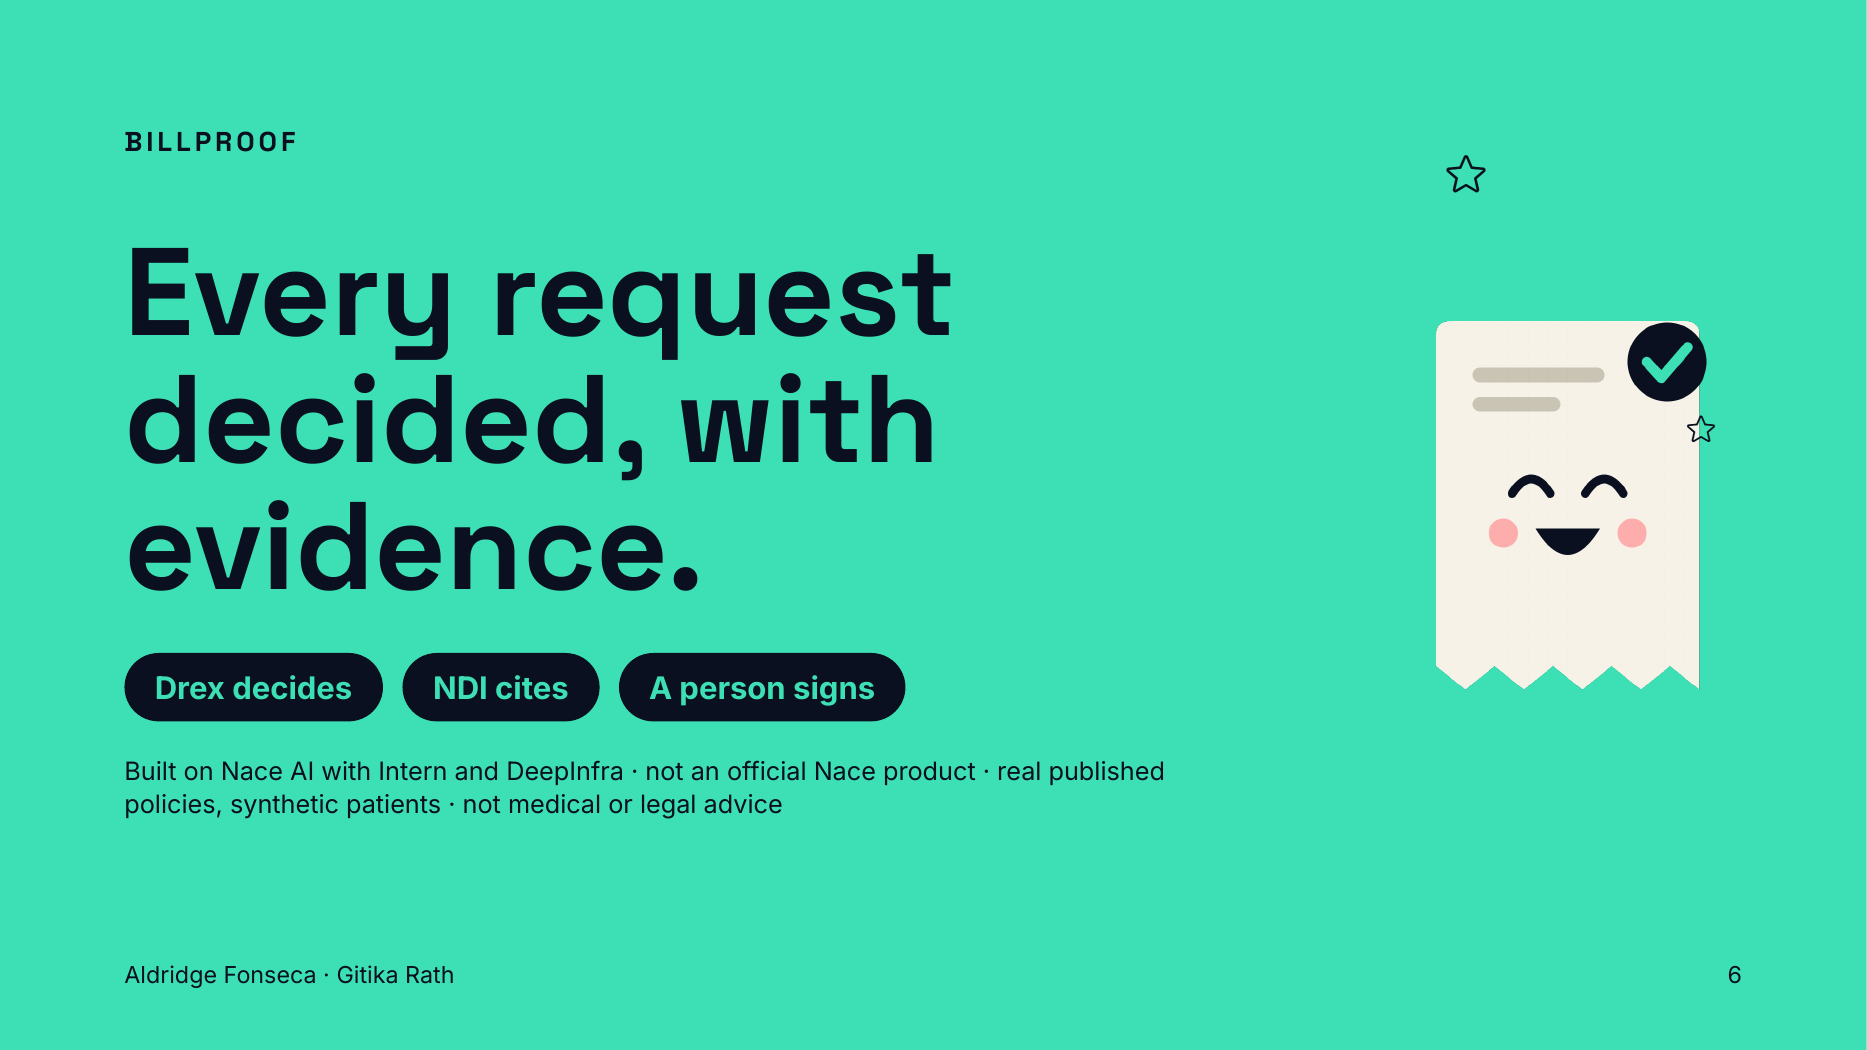 BILLPROOF
Every request
decided, with
evidence.
Drex decides
NDI cites
A person signs
Built on Nace AI with Intern and DeepInfra · not an official Nace product · real published
policies, synthetic patients · not medical or legal advice
Aldridge Fonseca · Gitika Rath
6